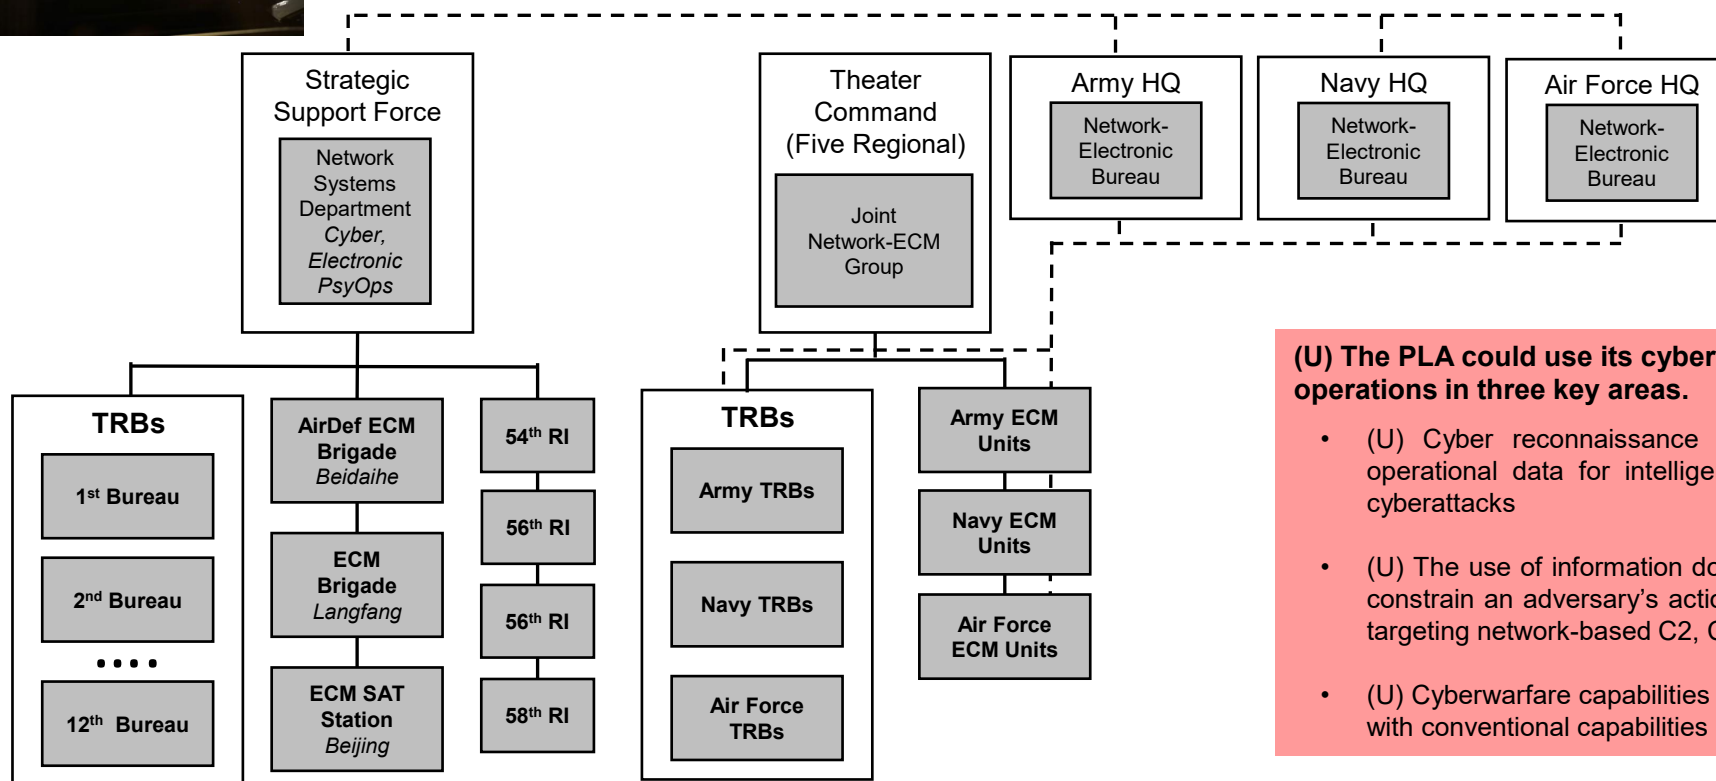 Strategic
Support Force
Network
Systems
Department
Cyber,
Electronic
PsyOps
Theater
Command
(Five Regional)
Joint
Network-ECM
Group
Army HQ
Network-
Electronic
Bureau
Navy HQ
Network-
Electronic
Bureau
Air Force HQ
Network-
Electronic
Bureau
TRBs
1st Bureau
2nd Bureau
....
12th Bureau
AirDef ECM
Brigade
Beidaihe
ECM
Brigade
Langfang
ECM SAT
Station
Beijing
54th RI
56th RI
56th RI
58th RI
TRBs
Army TRBs
Navy TRBs
Air Force
TRBs
Army ECM
Units
Navy ECM
Units
Air Force
ECM Units
(U) The PLA could use its cyber
operations in three key areas.
• (U) Cyber reconnaissance
operational data for intellige
cyberattacks
• (U) The use of information do
constrain an adversary's actio
targeting network-based C2, C
• (U) Cyberwarfare capabilities
with conventional capabilities